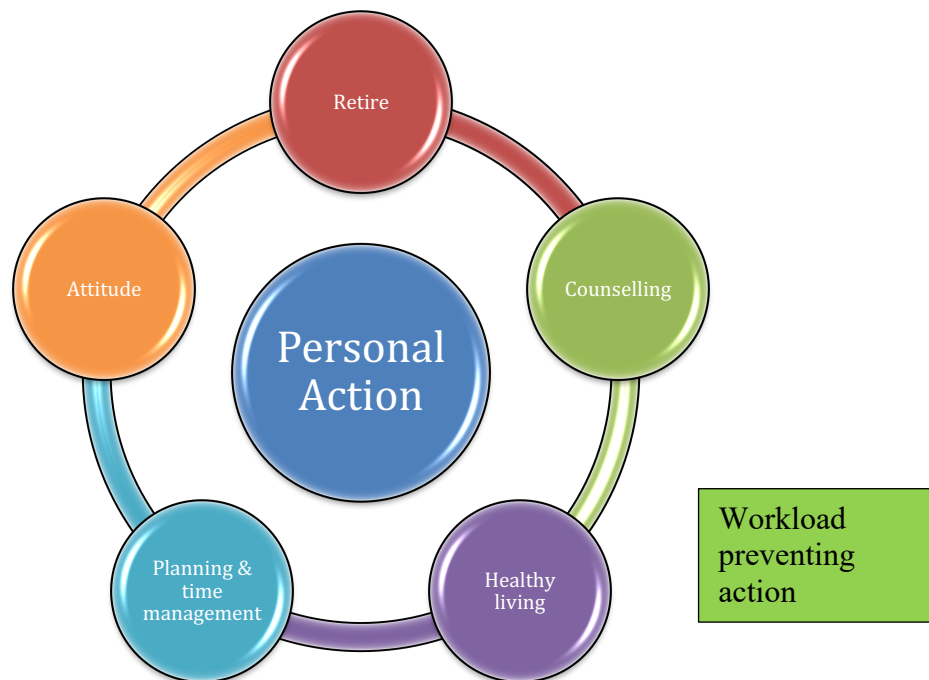 Retire
Attitude
Counselling
Personal
Action
Planning &
time
management
Healthy
living
Workload
preventing
action